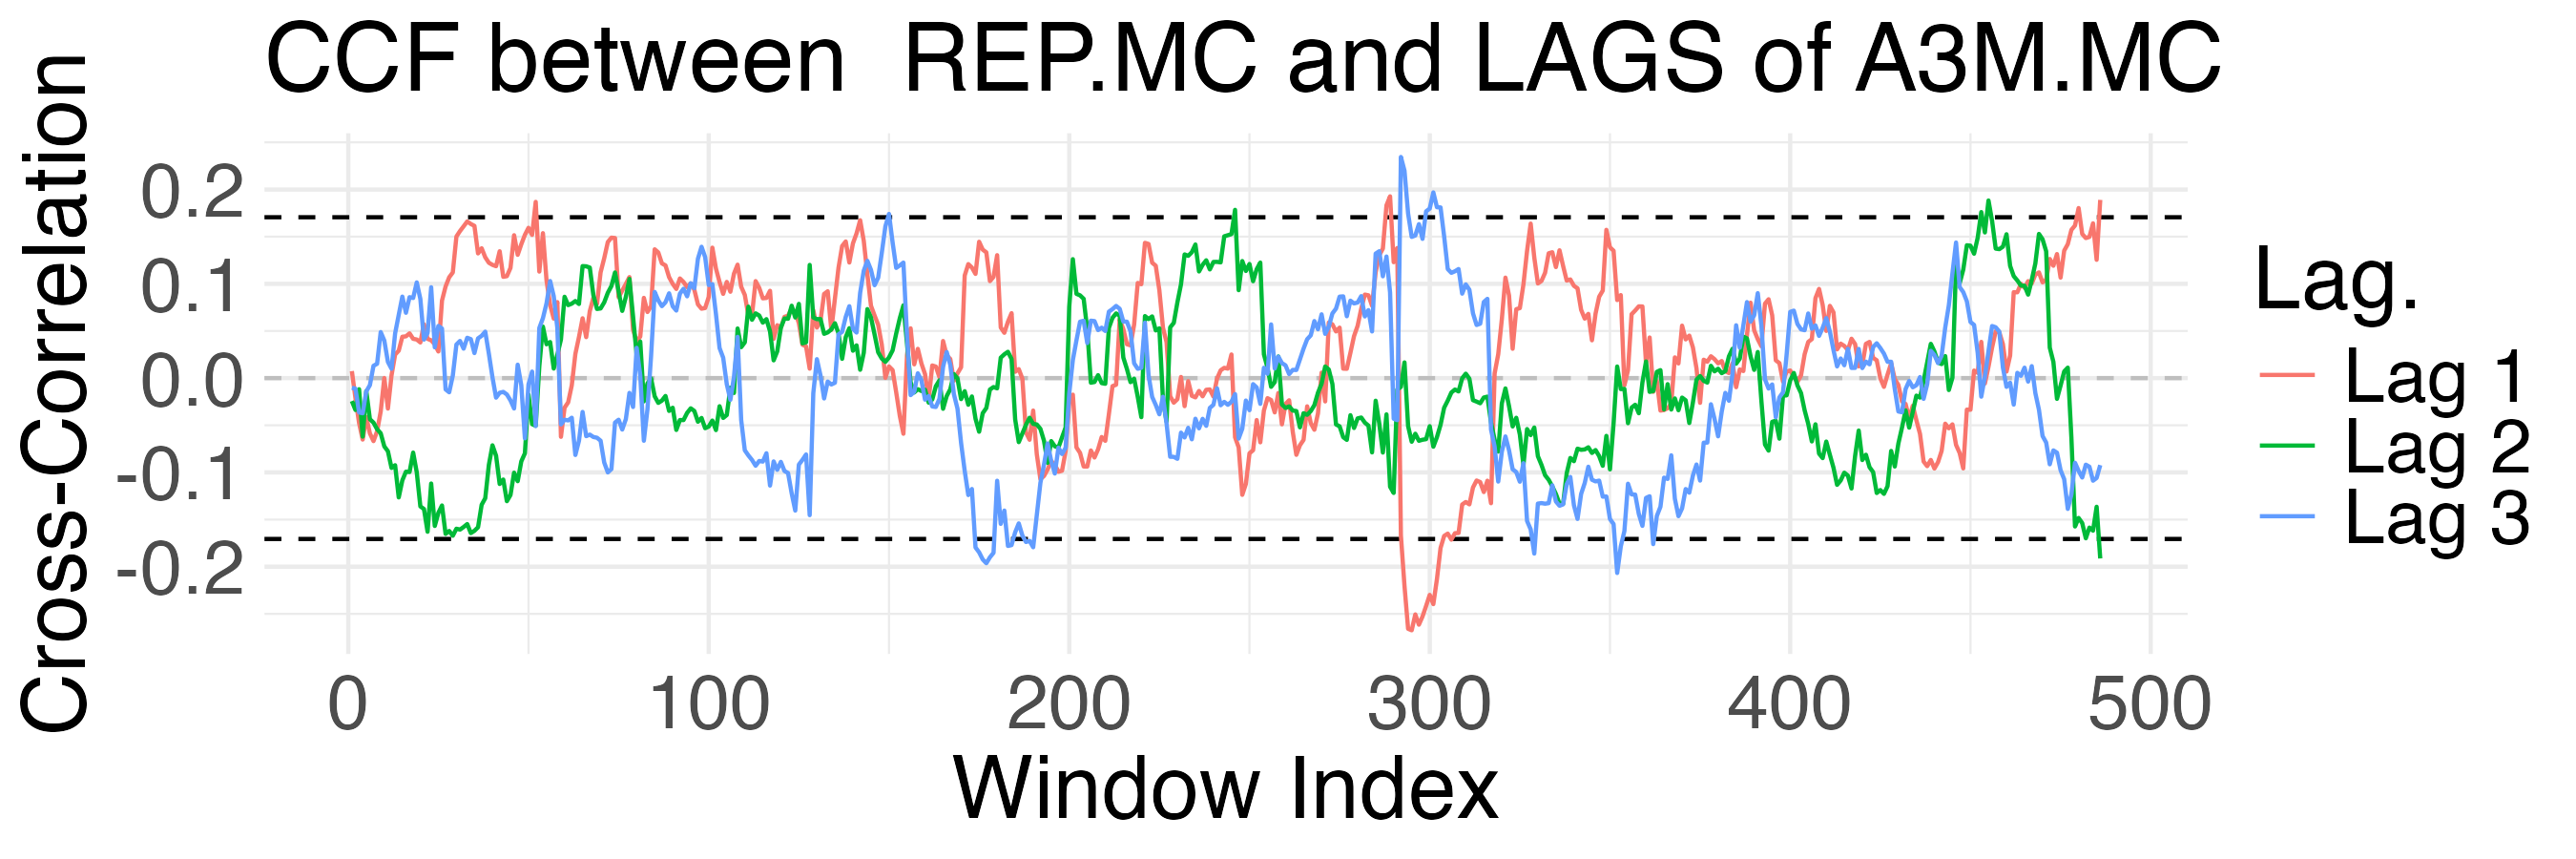 CCF between  REP.MC and LAGS of A3M.MC
Cross-Correlation
0.2
0.1
0.0
-0.1
-0.2
0 100 200 300 400 500
Window Index
Lag.
Lag 1
Lag 2
Lag 3